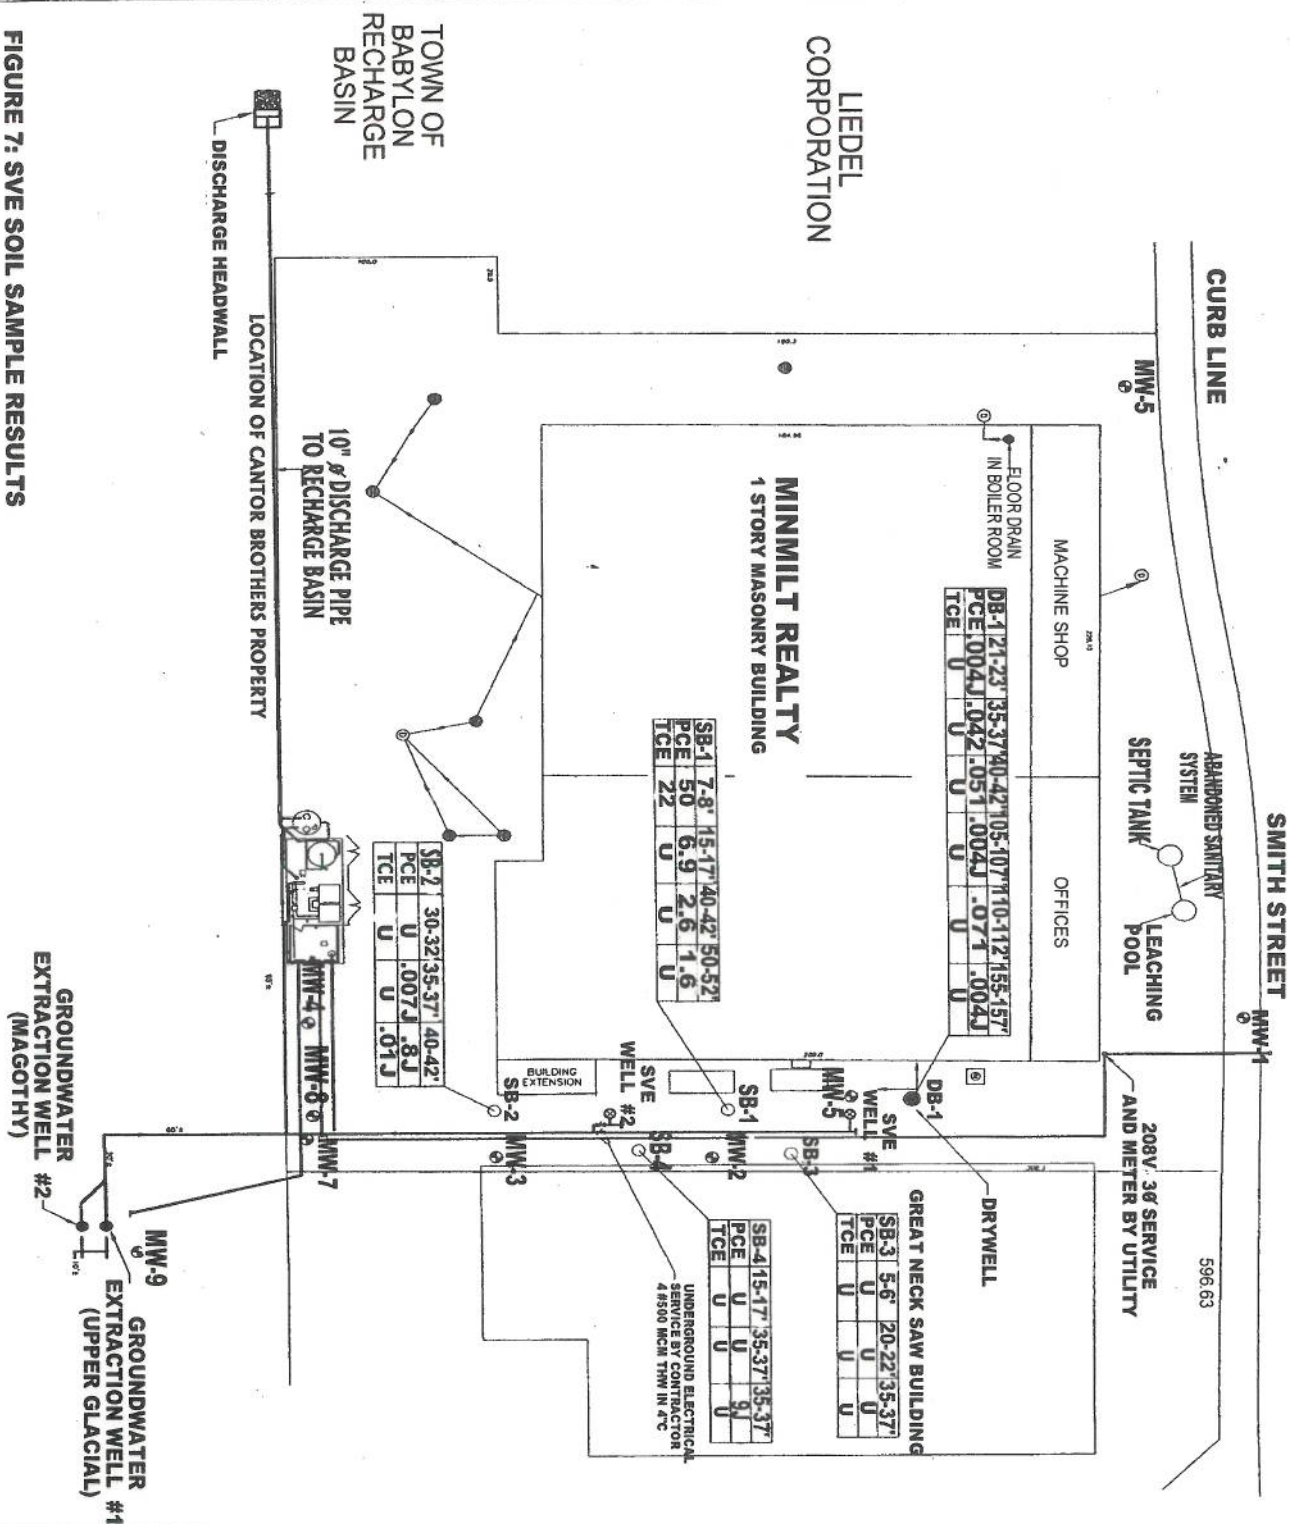 SMITH STREET
CURB LINE
MW-1
MW-5
596.63
ABANDONED SANITARY
SYSTEM
SEPTIC TANK
LEACHING
POOL
208V 3Ø SERVICE
AND METER BY UTILITY
LIEDEL
CORPORATION
MACHINE SHOP
OFFICES
FLOOR DRAIN
IN BOILER ROOM
D
D
DB-1 21-23' 35-37' 40-42' 105-107' 110-112' 155-157'
PCE .004J .042 .051 .004J .071 .004J
TCE U U U U U U
DB-1
DRYWELL
MINMILT REALTY
1 STORY MASONRY BUILDING
GREAT NECK SAW BUILDING
SVE
WELL #1
MW-5
SB-3
SB-3 5-6' 20-22' 35-37'
PCE U U U
TCE U U U
SB-1 7-8' 15-17' 40-42' 50-52'
PCE 50 6.9 2.6 1.6
TCE 22 U U U
SB-1
MW-2
SB-4 15-17' 35-37' 35-37'
PCE U U 9J
TCE U U U
SVE
WELL #2
SB-4
UNDERGROUND ELECTRICAL
SERVICE BY CONTRACTOR
4 #500 MCM THW IN 4"C
BUILDING
EXTENSION
SB-2
MW-3
SB-2 30-32' 35-37' 40-42'
PCE U .007J .8J
TCE U U .01J
D
TOWN OF
BABYLON
RECHARGE
BASIN
10" Ø DISCHARGE PIPE
TO RECHARGE BASIN
LOCATION OF CANTOR BROTHERS PROPERTY
DISCHARGE HEADWALL
C
MW-4
MW-8
MW-7
MW-9
GROUNDWATER
EXTRACTION WELL #2
(MAGOTHY)
GROUNDWATER
EXTRACTION WELL #1
(UPPER GLACIAL)
FIGURE 7: SVE SOIL SAMPLE RESULTS